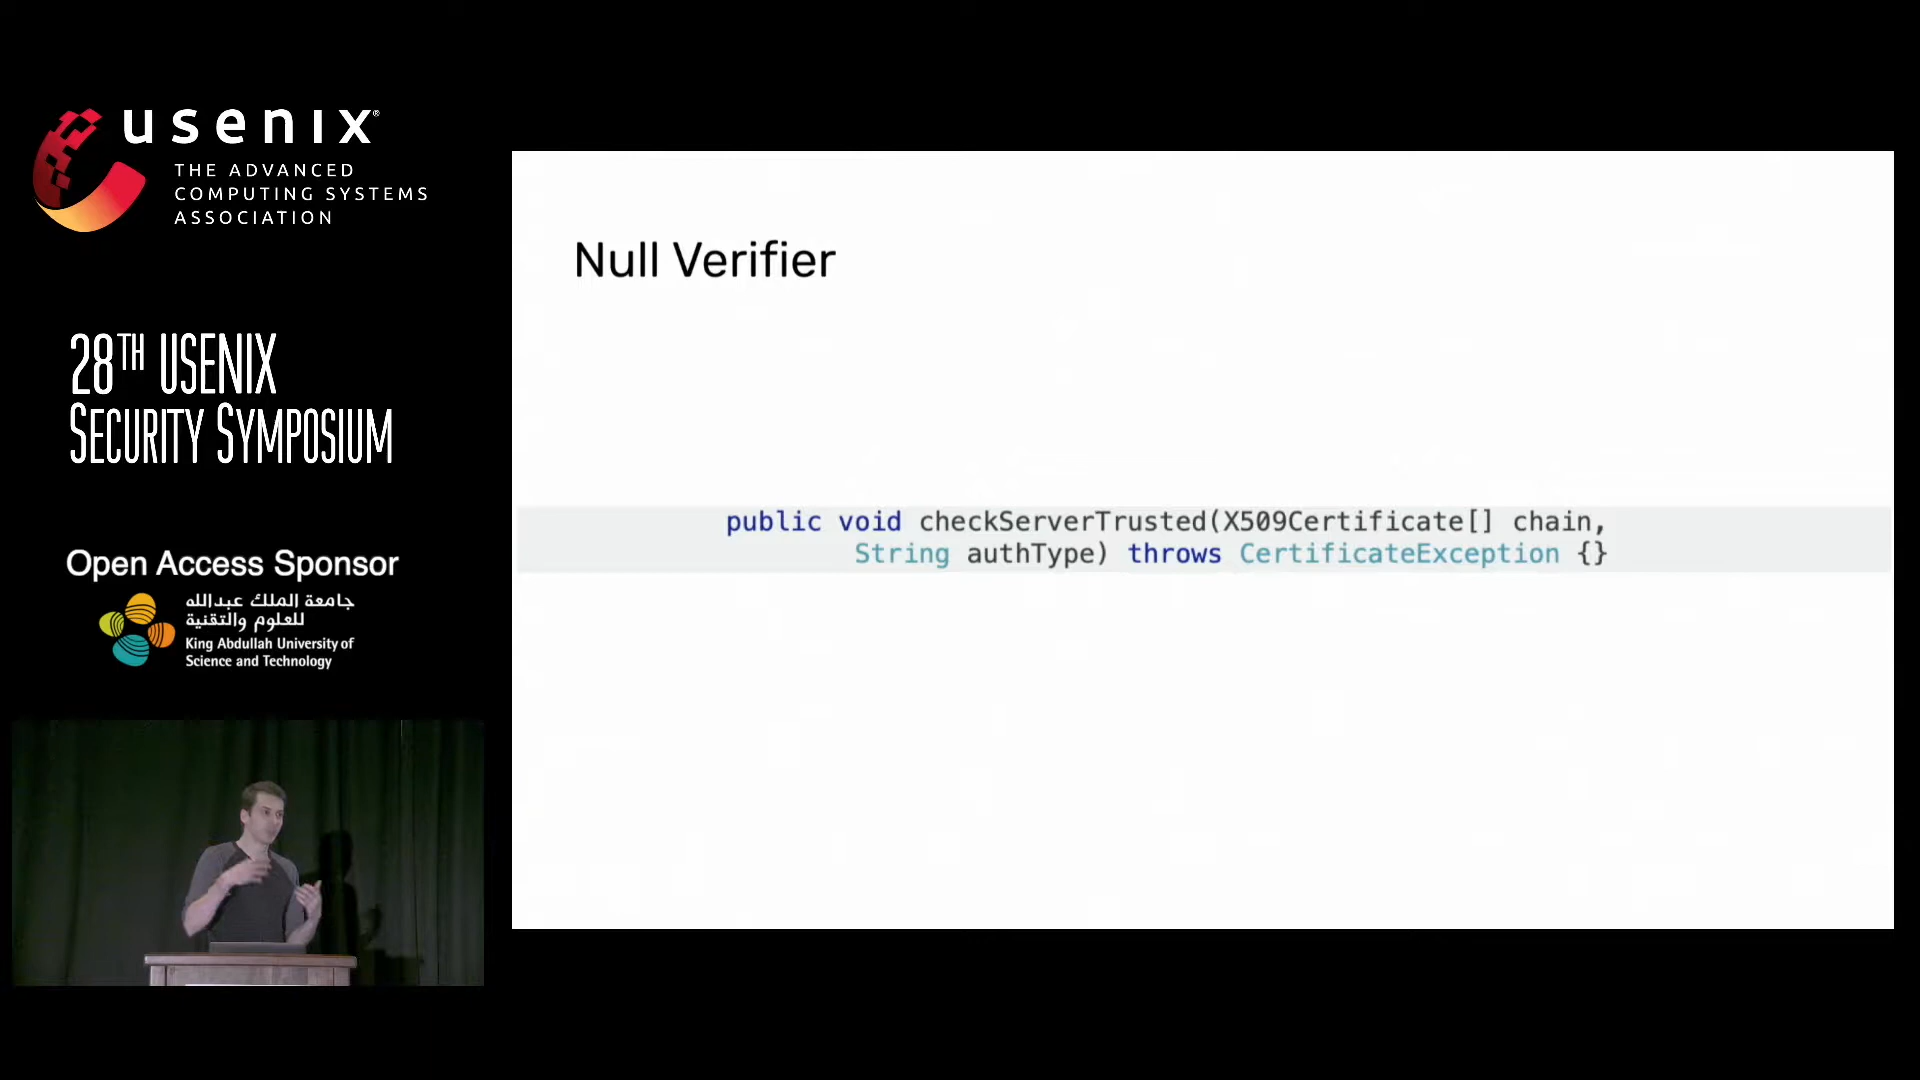 usenix®
THE ADVANCED
COMPUTING SYSTEMS
ASSOCIATION
28TH USENIX
SECURITY SYMPOSIUM
Open Access Sponsor
جامعة الملك عبدالله
للعلوم والتقنية
King Abdullah University of
Science and Technology
Null Verifier
public void checkServerTrusted(X509Certificate[] chain,
String authType) throws CertificateException {}